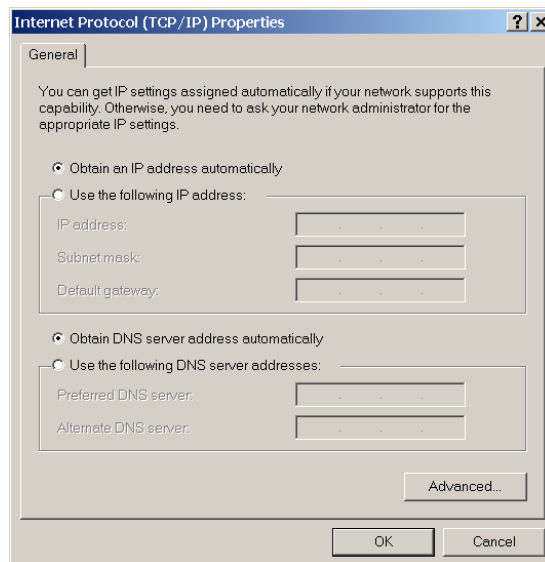 Internet Protocol (TCP/IP) Properties
General
You can get IP settings assigned automatically if your network supports this
capability. Otherwise, you need to ask your network administrator for the
appropriate IP settings.
Obtain an IP address automatically
Use the following IP address:
IP address:
Subnet mask:
Default gateway:
Obtain DNS server address automatically
Use the following DNS server addresses:
Preferred DNS server:
Alternate DNS server:
Advanced...
OK
Cancel